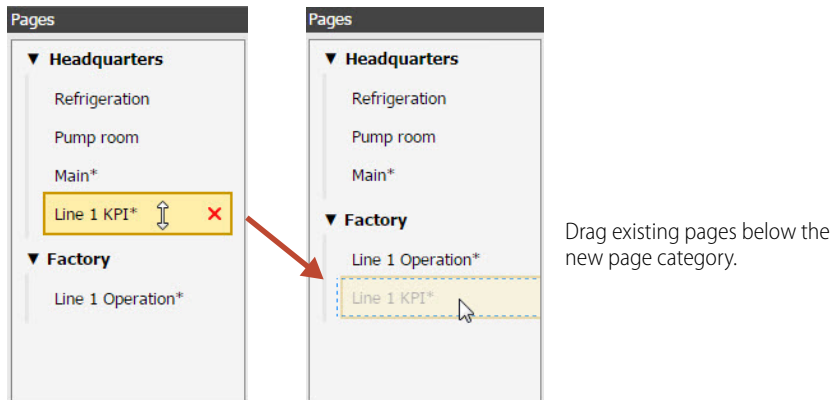 Pages
▼ Headquarters
Refrigeration
Pump room
Main*
Line 1 KPI*
▼ Factory
Line 1 Operation*
Pages
▼ Headquarters
Refrigeration
Pump room
Main*
▼ Factory
Line 1 Operation*
Line 1 KPI*
Drag existing pages below the
new page category.